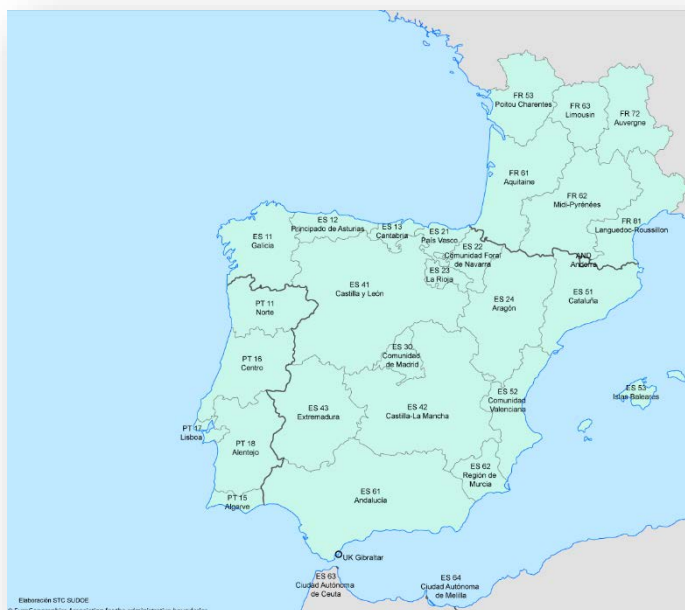 FR 53
Poitou Charentes
FR 63
Limousin
FR 72
Auvergne
FR 61
Aquitaine
FR 62
Midi-Pyrénées
FR 81
Languedoc-Roussillon
ES 11
Galicia
ES 12
Principado de Asturias
ES 13
Cantabria
ES 21
País Vasco
ES 22
Comunidad Foral
de Navarra
ES 23
La Rioja
AND
Andorra
ES 41
Castilla y León
ES 24
Aragón
ES 51
Cataluña
PT 11
Norte
PT 16
Centro
ES 30
Comunidad
de Madrid
ES 53
Islas Baleares
ES 43
Extremadura
ES 42
Castilla-La Mancha
ES 52
Comunidad
Valenciana
PT 17
Lisboa
PT 18
Alentejo
ES 62
Región de
Murcia
PT 15
Algarve
ES 61
Andalucía
UK Gibraltar
ES 63
Ciudad Autónoma
de Ceuta
ES 64
Ciudad Autónoma
de Melilla
Elaboración STC SUDOE